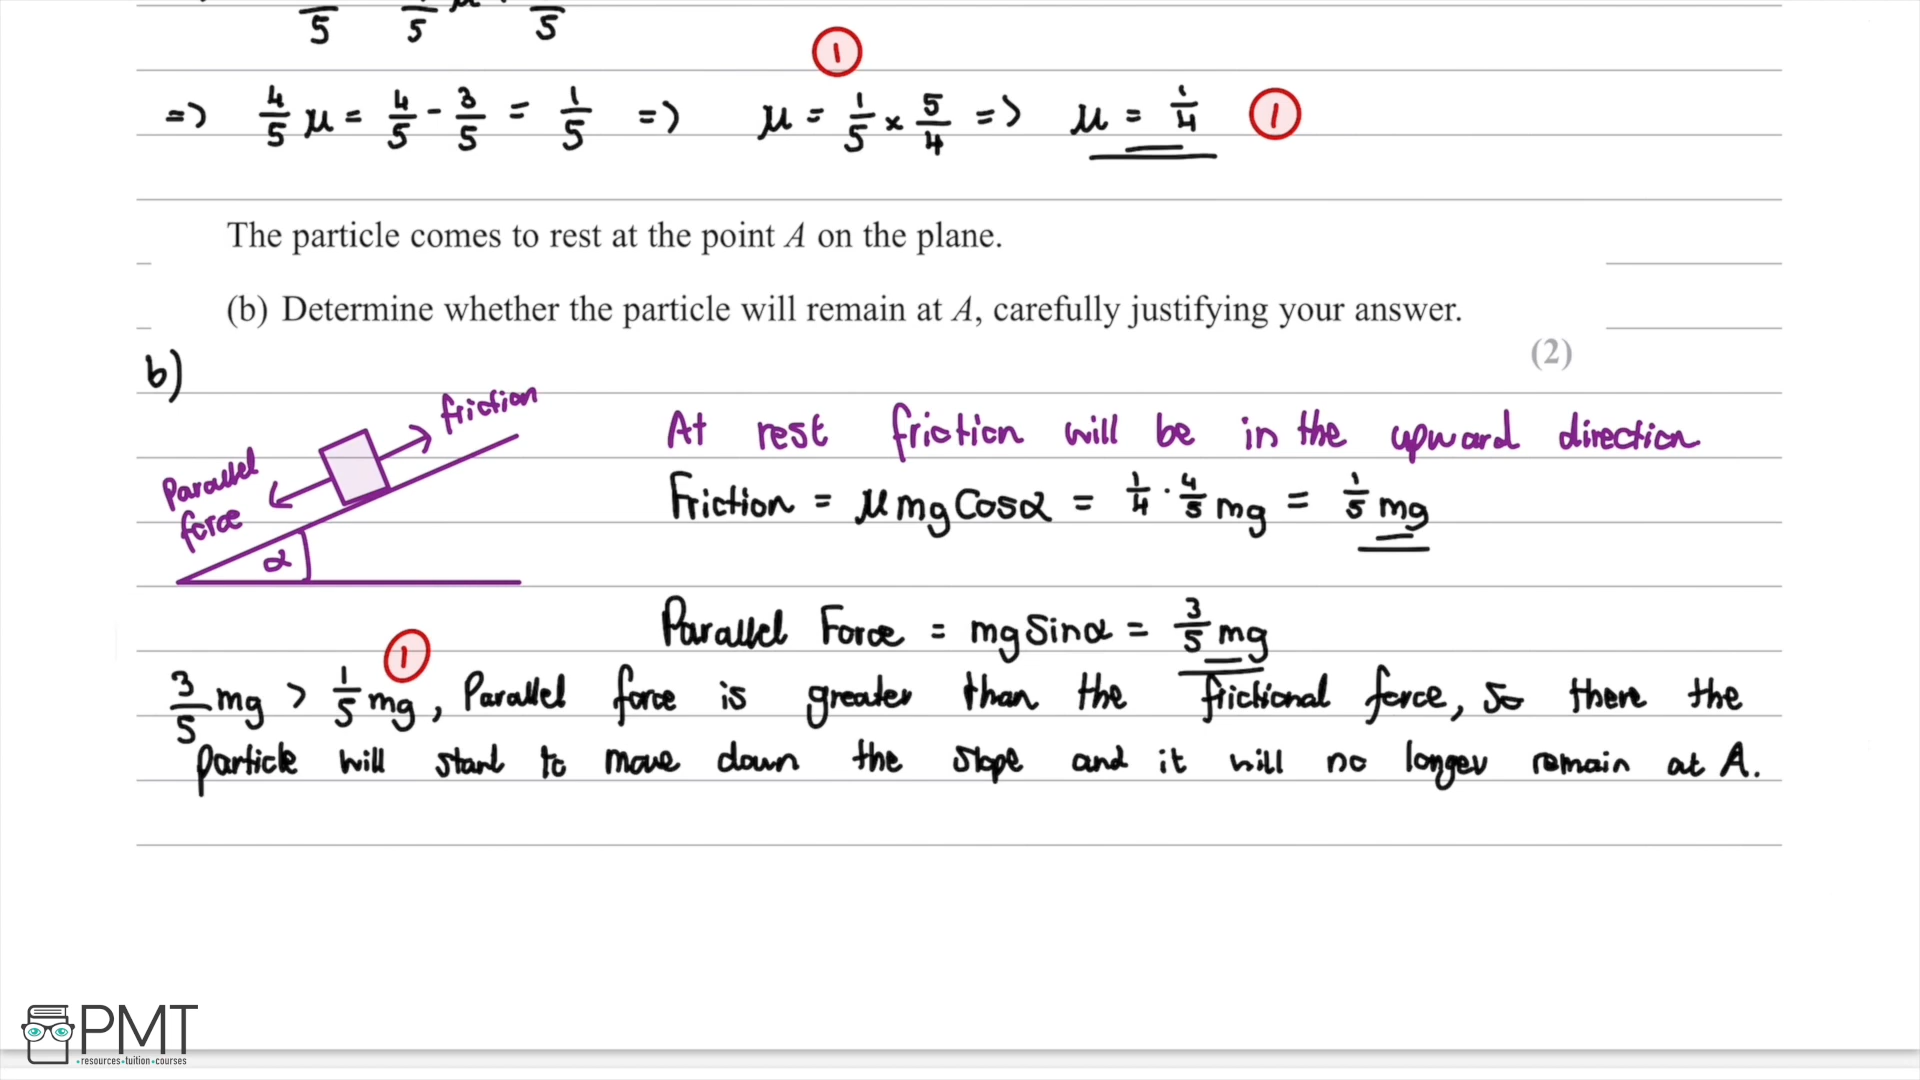 5 5 μ 5
1
=> 4/5 μ = 4/5 - 3/5 = 1/5 => μ = 1/5 × 5/4 => μ = 1/4 1
The particle comes to rest at the point A on the plane.
(b) Determine whether the particle will remain at A, carefully justifying your answer.
(2)
b)
friction
Parallel
force
α
At rest friction will be in the upward direction
Friction = μmgCosα = 1/4 · 4/5 mg = 1/5 mg
Parallel Force = mgSinα = 3/5 mg
1
3/5 mg > 1/5 mg, Parallel force is greater than the frictional force, so there the
particle will start to move down the slope and it will no longer remain at A.
PMT
•resources•tuition•courses